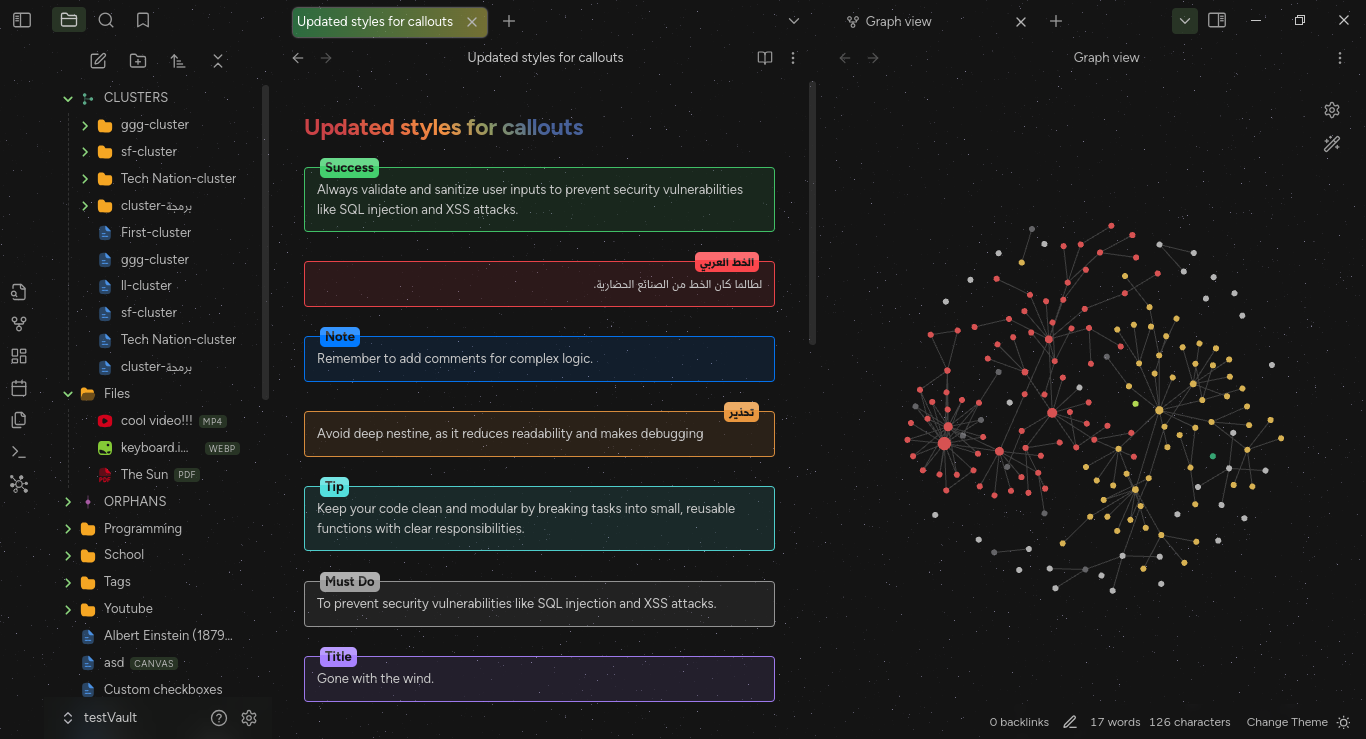 Updated styles for callouts
Graph view
Updated styles for callouts
Graph view
CLUSTERS
ggg-cluster
sf-cluster
Tech Nation-cluster
cluster-برمجة
First-cluster
ggg-cluster
ll-cluster
sf-cluster
Tech Nation-cluster
cluster-برمجة
Files
cool video!!! MP4
keyboard.i... WEBP
The Sun PDF
ORPHANS
Programming
School
Tags
Youtube
Albert Einstein (1879...
asd CANVAS
Custom checkboxes
testVault
Updated styles for callouts
Success
Always validate and sanitize user inputs to prevent security vulnerabilities
like SQL injection and XSS attacks.
الخط العربي
لطالما كان الخط من الصنائع الحضارية.
Note
Remember to add comments for complex logic.
تحذير
Avoid deep nestine, as it reduces readability and makes debugging
Tip
Keep your code clean and modular by breaking tasks into small, reusable
functions with clear responsibilities.
Must Do
To prevent security vulnerabilities like SQL injection and XSS attacks.
Title
Gone with the wind.
0 backlinks 17 words 126 characters Change Theme